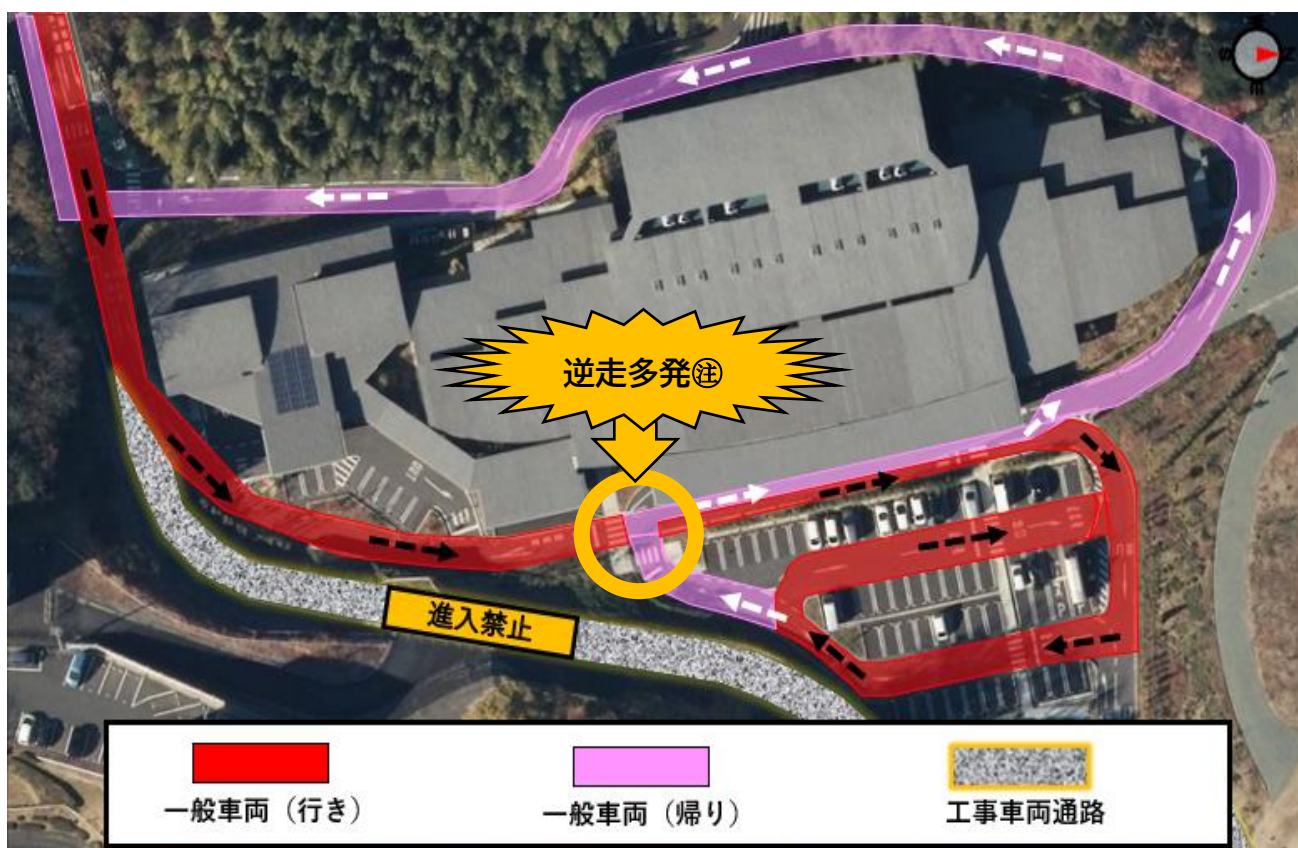 逆走多発㊟
進入禁止
一般車両（行き）
一般車両（帰り）
工事車両通路